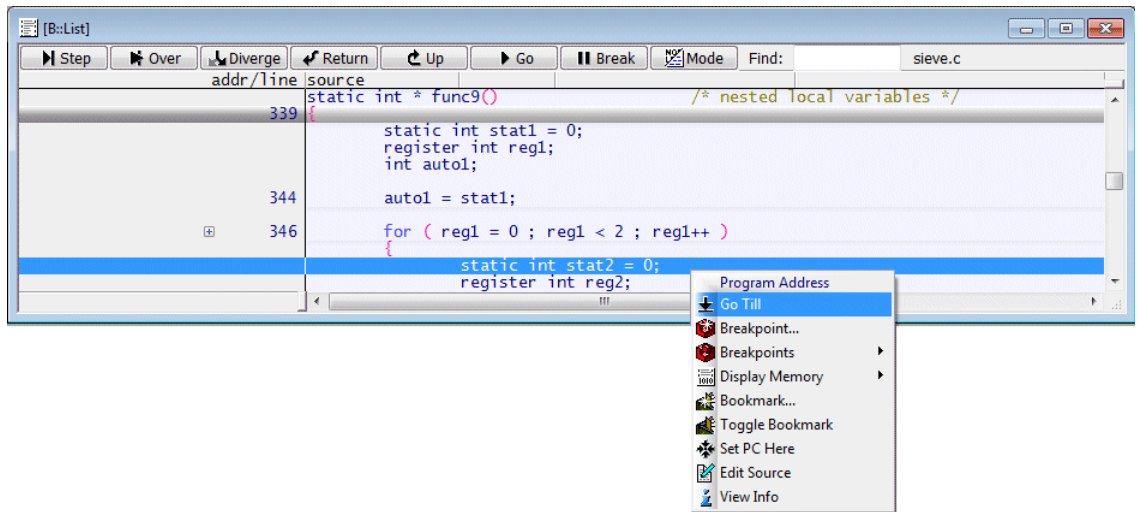 [B::List]
Step Over Diverge Return Up Go Break Mode Find: sieve.c
addr/line source
static int * func9() /* nested local variables */
339 {
static int stat1 = 0;
register int reg1;
int auto1;
344 auto1 = stat1;
346 for ( reg1 = 0 ; reg1 < 2 ; reg1++ )
{
static int stat2 = 0;
register int reg2;
Program Address
Go Till
Breakpoint...
Breakpoints
Display Memory
Bookmark...
Toggle Bookmark
Set PC Here
Edit Source
View Info